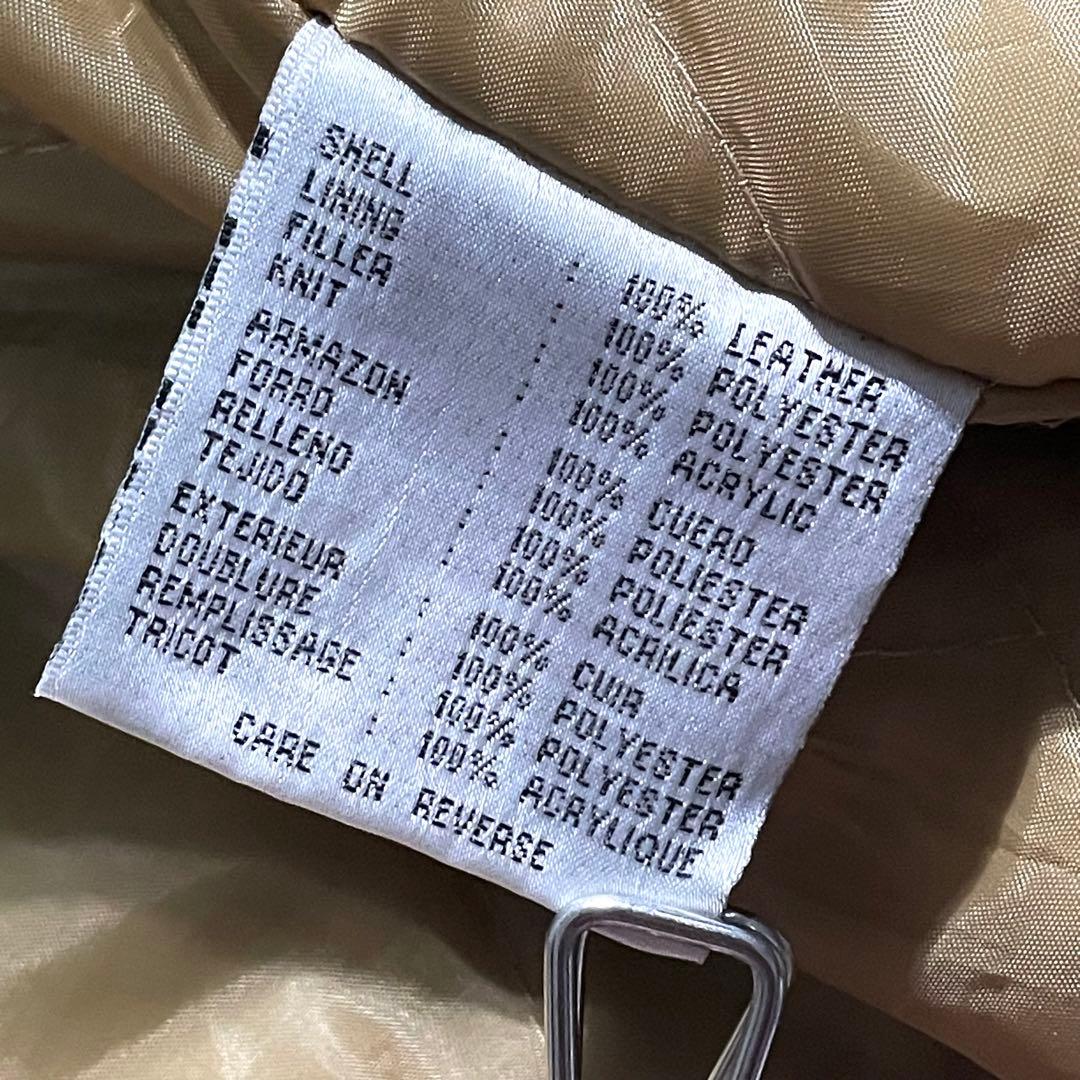 SHELL : 100% LEATHER
LINING : 100% POLYESTER
FILLER : 100% POLYESTER
KNIT : 100% ACRYLIC
ARMAZON : 100% CUERO
FORRO : 100% POLIESTER
RELLENO : 100% POLIESTER
TEJIDO : 100% ACRILICA
EXTERIEUR : 100% CUIR
DOUBLURE : 100% POLYESTER
REMPLISSAGE : 100% POLYESTER
TRICOT : 100% ACRYLIQUE
CARE ON REVERSE